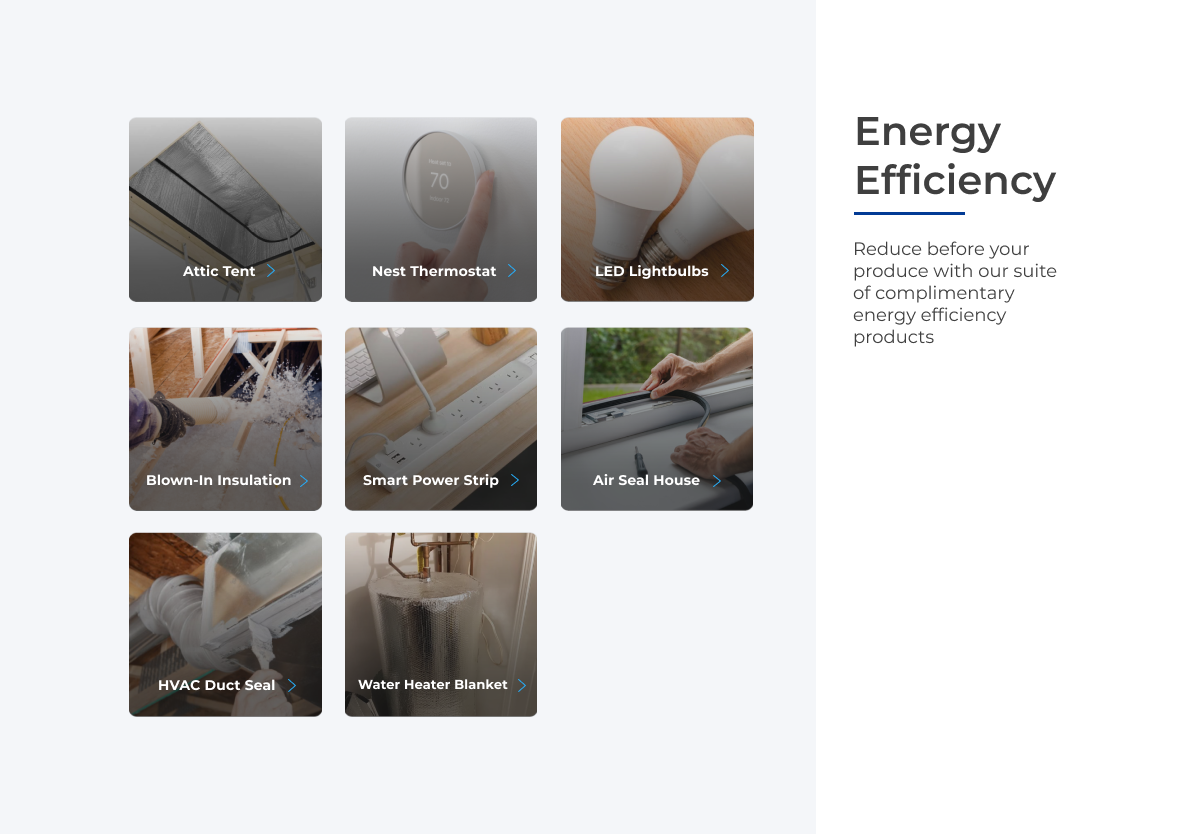 Energy
Efficiency
Reduce before your
produce with our suite
of complimentary
energy efficiency
products
Attic Tent
Nest Thermostat
70
LED Lightbulbs
Blown-In Insulation
Smart Power Strip
Air Seal House
HVAC Duct Seal
Water Heater Blanket